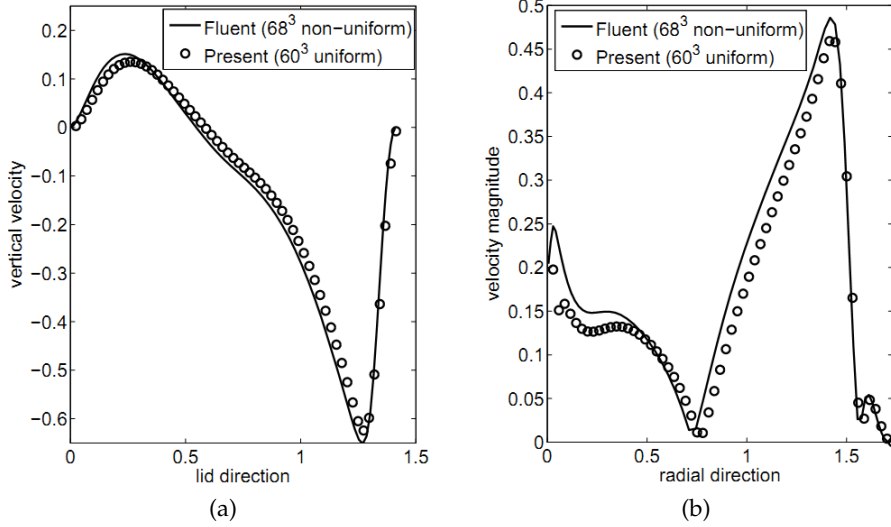 0.2
0.1
0
−0.1
−0.2
−0.3
−0.4
−0.5
−0.6
vertical velocity
Fluent (68³ non-uniform)
Present (60³ uniform)
0
0.5
1
1.5
lid direction
(a)
0.5
0.45
0.4
0.35
0.3
0.25
0.2
0.15
0.1
0.05
0
velocity magnitude
Fluent (68³ non-uniform)
Present (60³ uniform)
0
0.5
1
1.5
radial direction
(b)